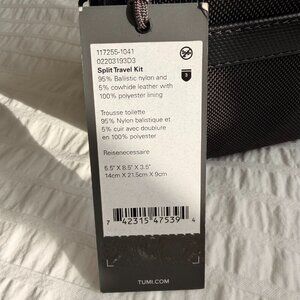 117255-1041
02203193D3
Split Travel Kit
95% Ballistic nylon and
5% cowhide leather with
100% polyester lining
Trousse toilette
95% Nylon balistique et
5% cuir avec doublure
en 100% polyester
Reisenecessaire
5.5" X 8.5" X 3.5"
14cm X 21.5cm X 9cm
7 42315 47539 4
TUMI.COM